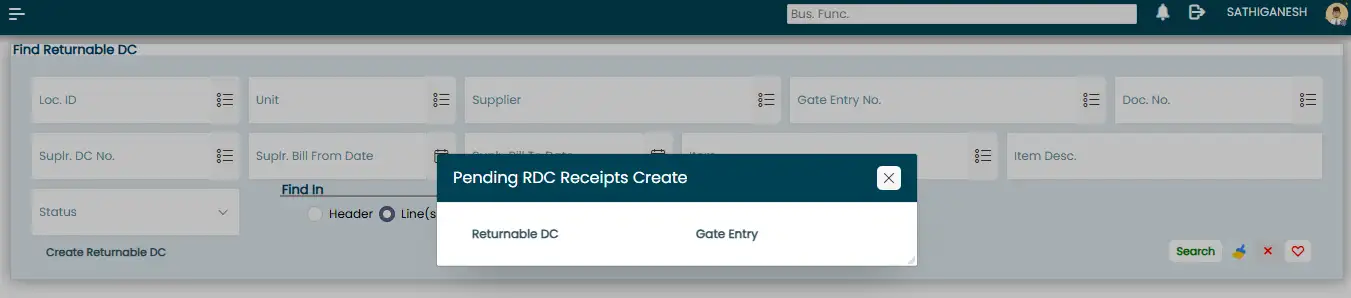 Bus. Func.
SATHIGANESH
Find Returnable DC
Loc. ID
Unit
Supplier
Gate Entry No.
Doc. No.
Suplr. DC No.
Suplr. Bill From Date
Item Desc.
Status
Find In
Header
Line(s
Create Returnable DC
Pending RDC Receipts Create
Returnable DC
Gate Entry
Search